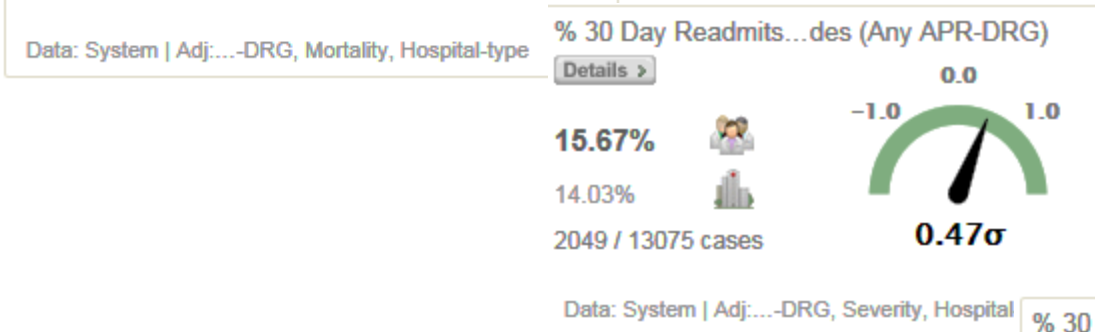 Data: System | Adj:...-DRG, Mortality, Hospital-type
% 30 Day Readmits...des (Any APR-DRG)
Details >
0.0
-1.0
1.0
15.67%
14.03%
2049 / 13075 cases
0.47σ
Data: System | Adj:...-DRG, Severity, Hospital
% 30